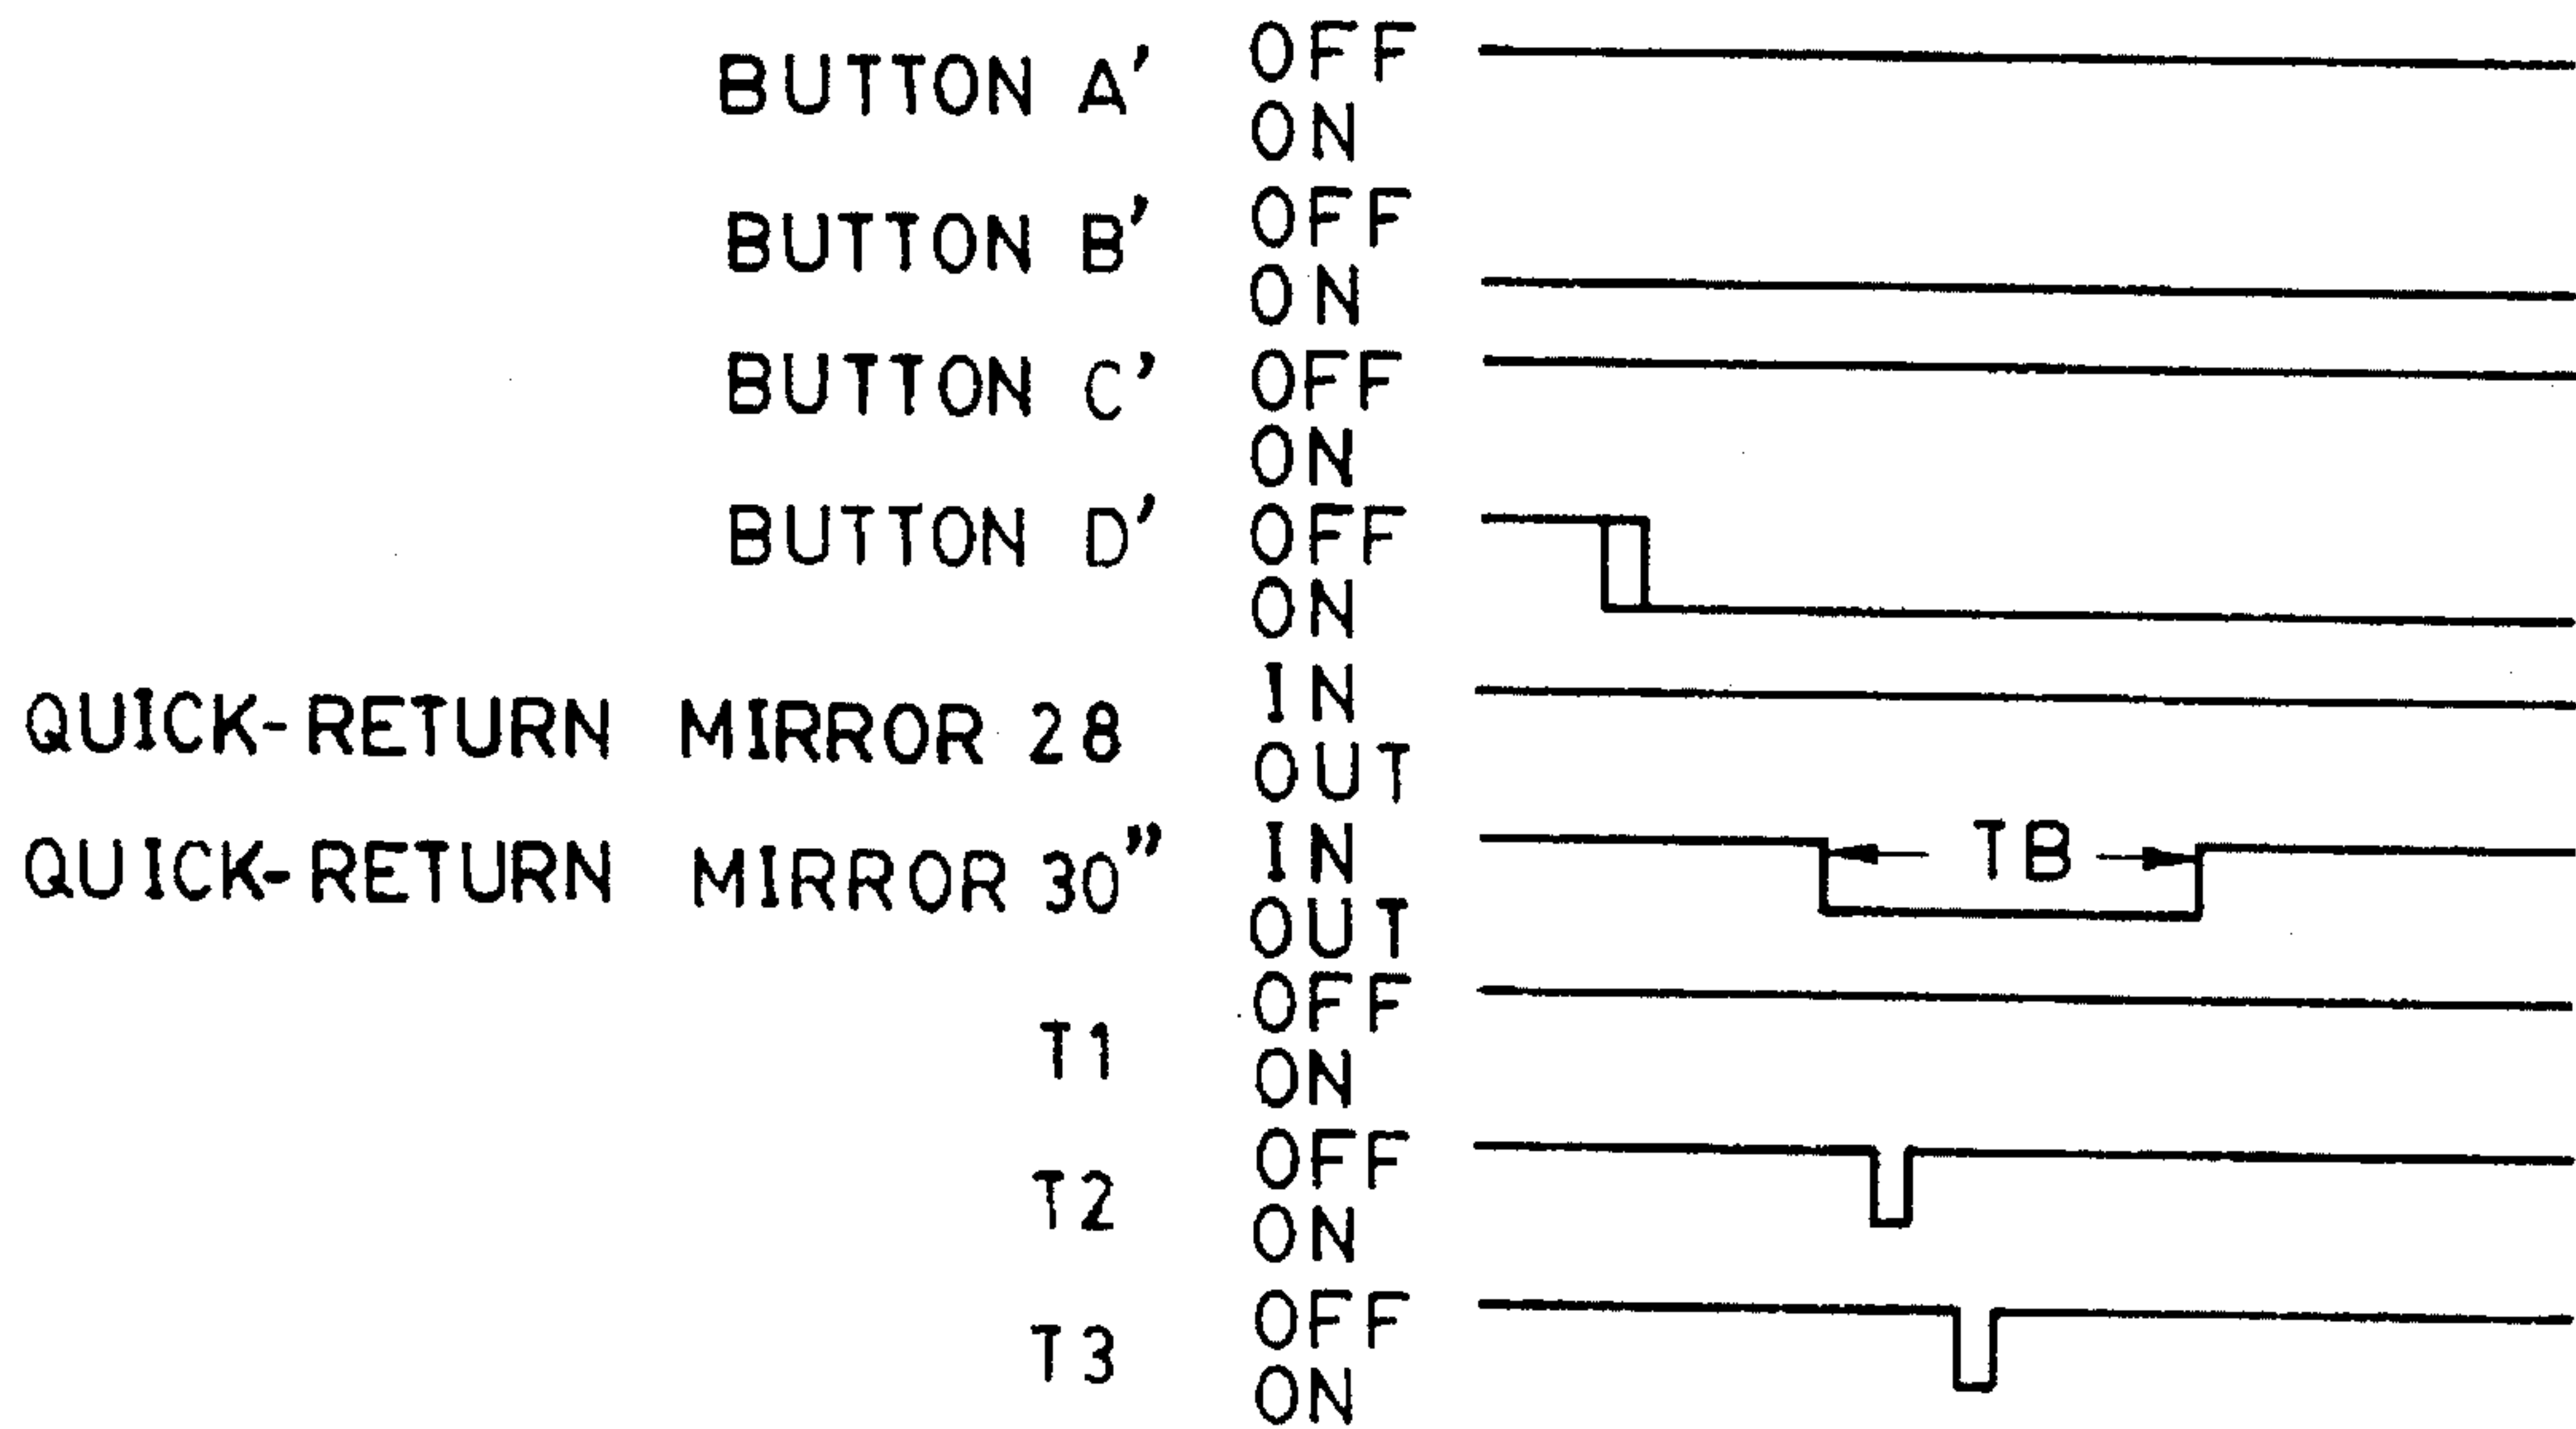 BUTTON A' OFF
ON
BUTTON B' OFF
ON
BUTTON C' OFF
ON
BUTTON D' OFF
ON
QUICK-RETURN MIRROR 28 IN
OUT
QUICK-RETURN MIRROR 30" IN TB
OUT
T1 OFF
ON
T2 OFF
ON
T3 OFF
ON